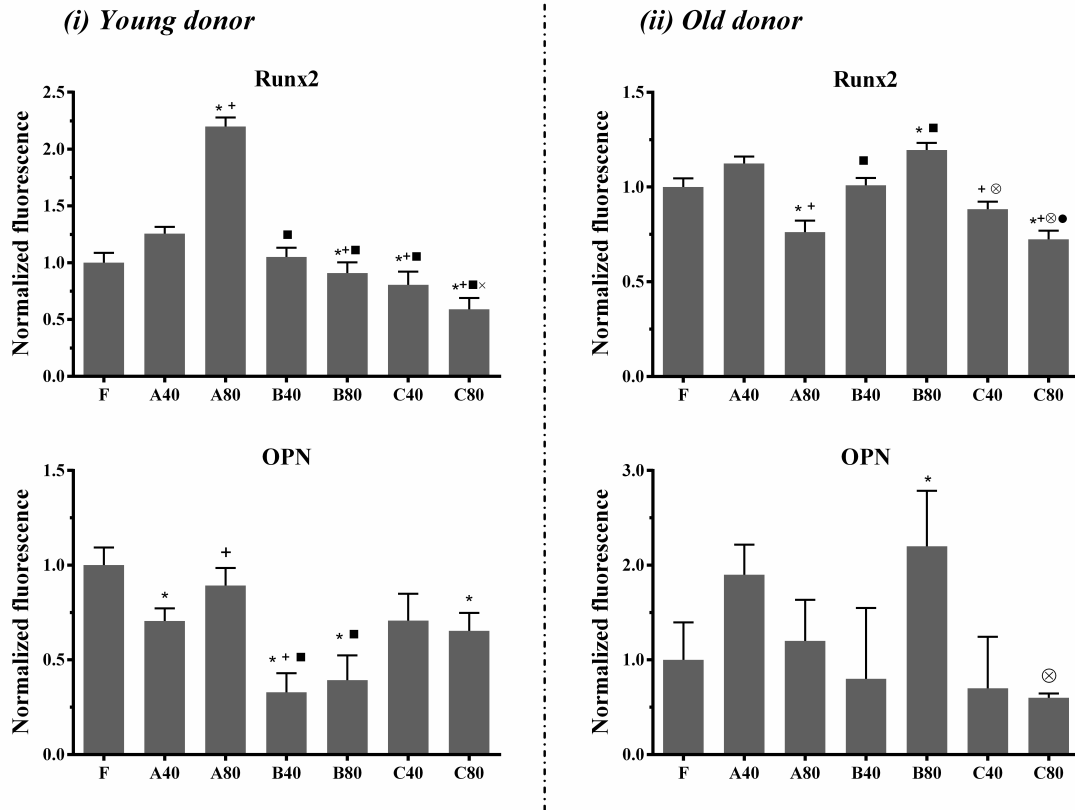 (i) Young donor
Runx2
Normalized fluorescence
2.5
2.0
1.5
1.0
0.5
0.0
* +
■
*+■
*+■
*+■×
F A40 A80 B40 B80 C40 C80
OPN
Normalized fluorescence
1.5
1.0
0.5
0.0
*
+
* + ■
* ■
*
F A40 A80 B40 B80 C40 C80
(ii) Old donor
Runx2
Normalized fluorescence
1.5
1.0
0.5
0.0
* +
■
* ■
+ ⊗
*+⊗●
F A40 A80 B40 B80 C40 C80
OPN
Normalized fluorescence
3.0
2.0
1.0
0.0
*
⊗
F A40 A80 B40 B80 C40 C80